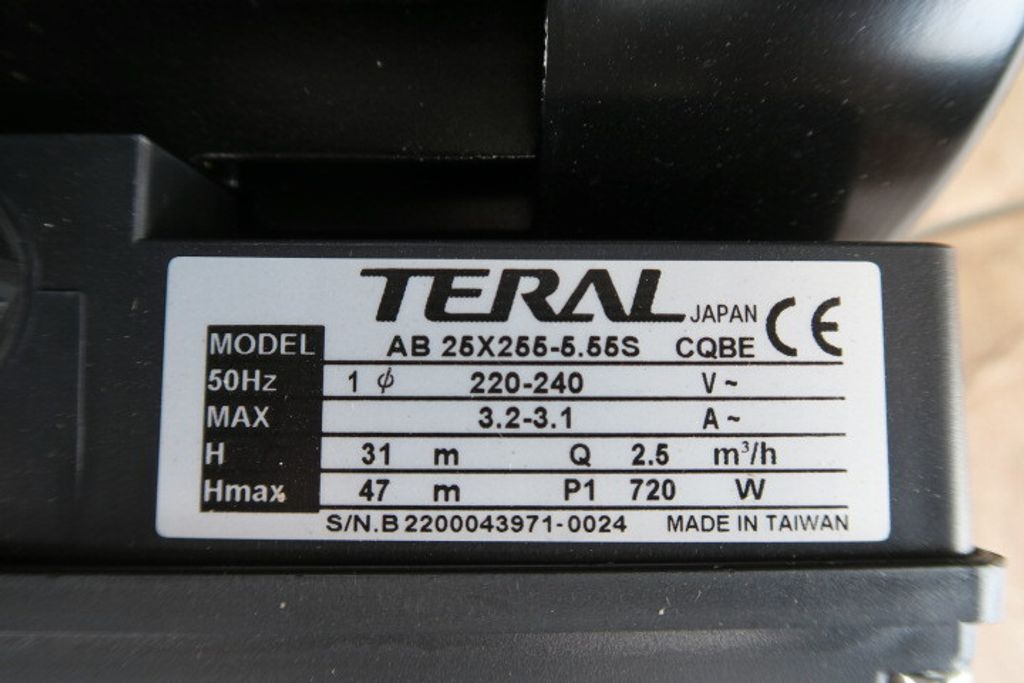 TERAL JAPAN CE
MODEL AB 25X255-5.55S CQBE
50Hz 1 ϕ 220-240 V ~
MAX 3.2-3.1 A ~
H 31 m Q 2.5 m³/h
Hmax. 47 m P1 720 W
S/N.B2200043971-0024 MADE IN TAIWAN